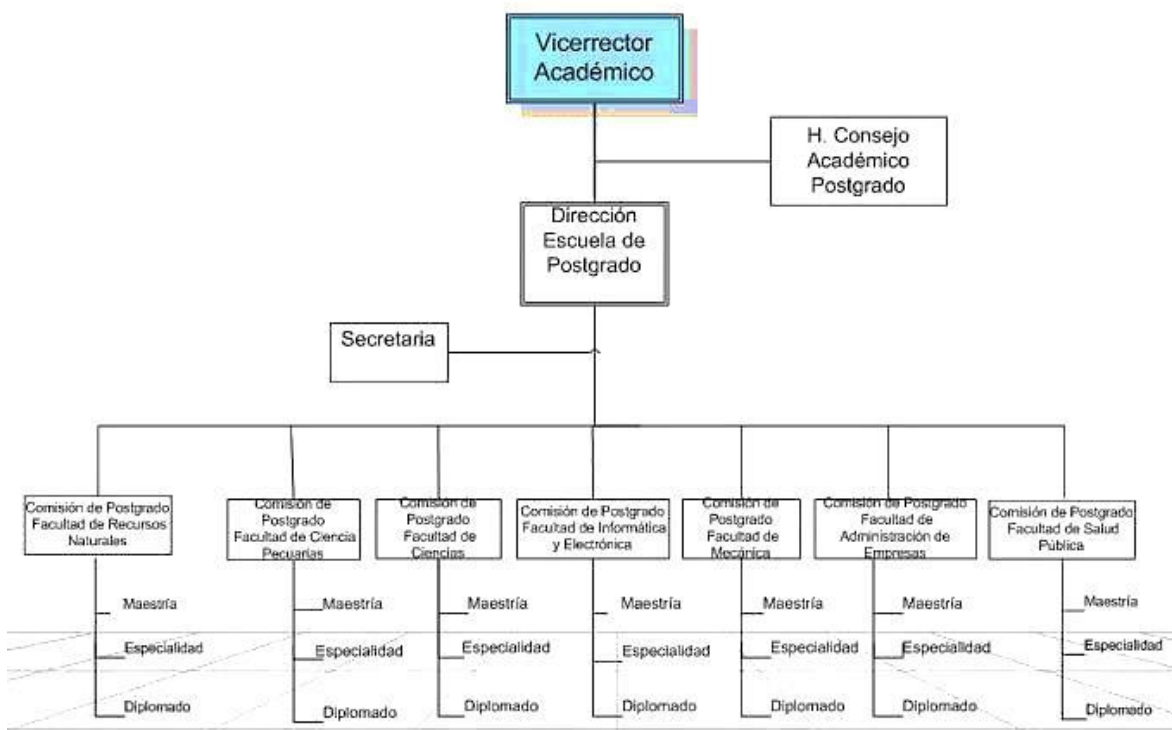 Vicerrector
Académico
H. Consejo
Académico
Postgrado
Dirección
Escuela de
Postgrado
Secretaria
Comisión de Postgrado
Facultad de Recursos
Naturales
Comisión de
Postgrado
Facultad de Ciencia
Pecuarias
Comisión de
Postgrado
Facultad de
Ciencias
Comisión de Postgrado
Facultad de Informática
y Electrónica
Comisión de
Postgrado
Facultad de
Mecánica
Comisión de Postgrado
Facultad de
Administración de
Empresas
Comisión de Postgrado
Facultad de Salud
Pública
Maestría
Maestría
Maestría
Maestría
Maestría
Maestría
Maestría
Especialidad
Especialidad
Especialidad
Especialidad
Especialidad
Especialidad
Especialidad
Diplomado
Diplomado
Diplomado
Diplomado
Diplomado
Diplomado
Diplomado